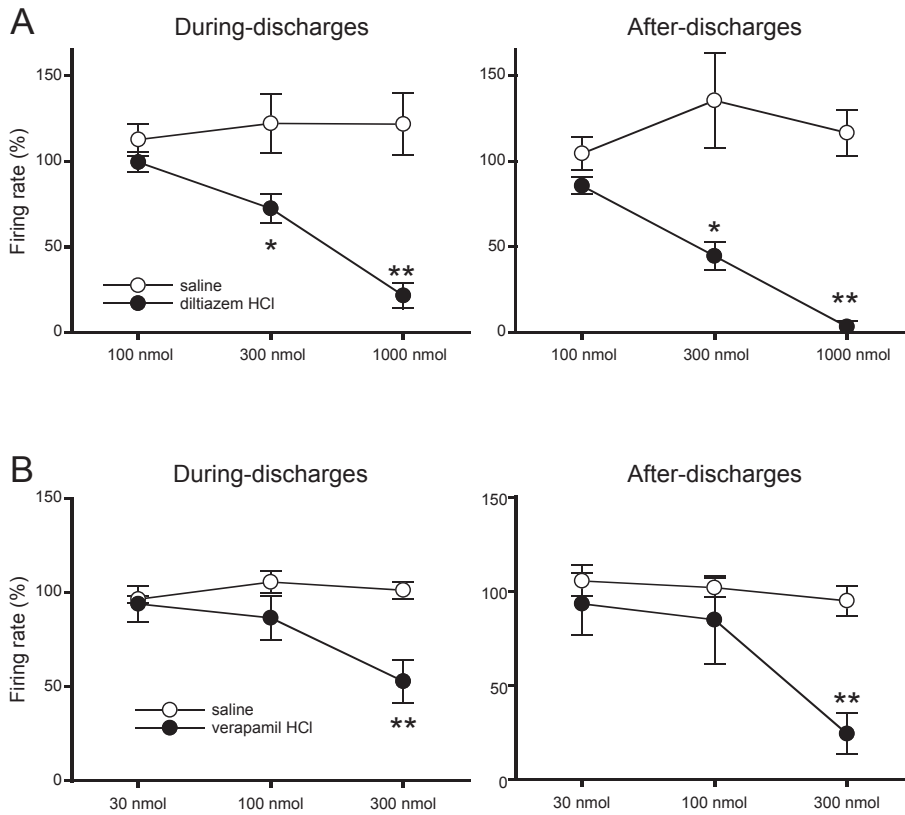 A
During-discharges
After-discharges
Firing rate (%)
150
100
50
0
*
**
saline
diltiazem HCl
100 nmol 300 nmol 1000 nmol
150
100
50
0
*
**
100 nmol 300 nmol 1000 nmol
B
During-discharges
After-discharges
Firing rate (%)
150
100
50
0
**
saline
verapamil HCl
30 nmol 100 nmol 300 nmol
150
100
50
0
**
30 nmol 100 nmol 300 nmol